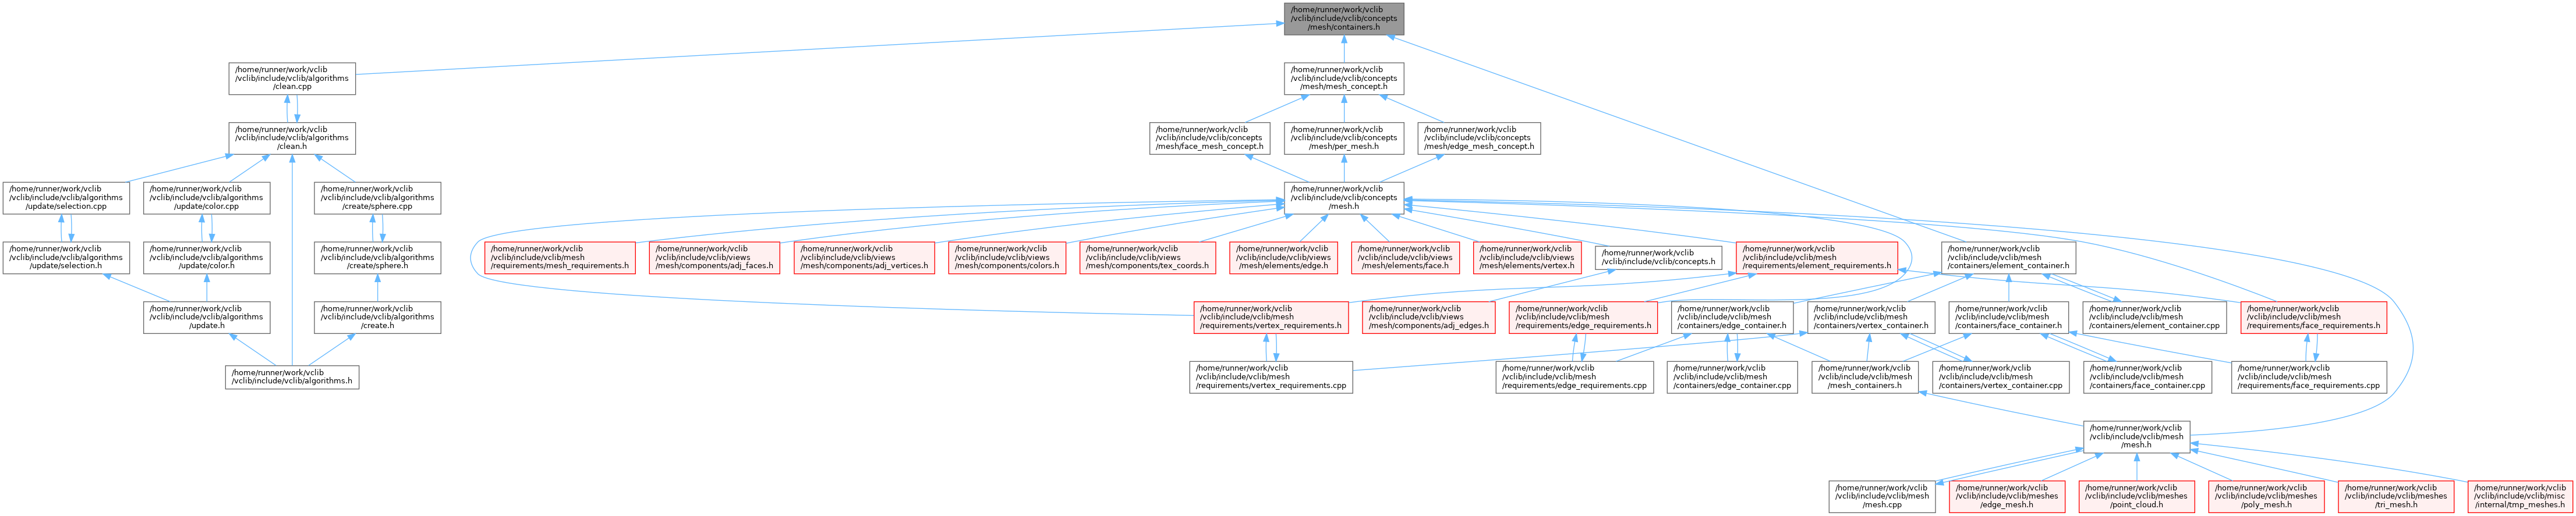 /home/runner/work/vclib
/vclib/include/vclib/concepts
/mesh/containers.h
/home/runner/work/vclib
/vclib/include/vclib/algorithms
/clean.cpp
/home/runner/work/vclib
/vclib/include/vclib/concepts
/mesh/mesh_concept.h
/home/runner/work/vclib
/vclib/include/vclib/algorithms
/clean.h
/home/runner/work/vclib
/vclib/include/vclib/concepts
/mesh/face_mesh_concept.h
/home/runner/work/vclib
/vclib/include/vclib/concepts
/mesh/per_mesh.h
/home/runner/work/vclib
/vclib/include/vclib/concepts
/mesh/edge_mesh_concept.h
/home/runner/work/vclib
/vclib/include/vclib/algorithms
/update/selection.cpp
/home/runner/work/vclib
/vclib/include/vclib/algorithms
/update/color.cpp
/home/runner/work/vclib
/vclib/include/vclib/algorithms
/create/sphere.cpp
/home/runner/work/vclib
/vclib/include/vclib/concepts
/mesh.h
/home/runner/work/vclib
/vclib/include/vclib/algorithms
/update/selection.h
/home/runner/work/vclib
/vclib/include/vclib/algorithms
/update/color.h
/home/runner/work/vclib
/vclib/include/vclib/algorithms
/create/sphere.h
/home/runner/work/vclib
/vclib/include/vclib/mesh
/requirements/mesh_requirements.h
/home/runner/work/vclib
/vclib/include/vclib/views
/mesh/components/adj_faces.h
/home/runner/work/vclib
/vclib/include/vclib/views
/mesh/components/adj_vertices.h
/home/runner/work/vclib
/vclib/include/vclib/views
/mesh/components/colors.h
/home/runner/work/vclib
/vclib/include/vclib/views
/mesh/components/tex_coords.h
/home/runner/work/vclib
/vclib/include/vclib/views
/mesh/elements/edge.h
/home/runner/work/vclib
/vclib/include/vclib/views
/mesh/elements/face.h
/home/runner/work/vclib
/vclib/include/vclib/views
/mesh/elements/vertex.h
/home/runner/work/vclib
/vclib/include/vclib/concepts.h
/home/runner/work/vclib
/vclib/include/vclib/mesh
/requirements/element_requirements.h
/home/runner/work/vclib
/vclib/include/vclib/mesh
/containers/element_container.h
/home/runner/work/vclib
/vclib/include/vclib/algorithms
/update.h
/home/runner/work/vclib
/vclib/include/vclib/algorithms
/create.h
/home/runner/work/vclib
/vclib/include/vclib/mesh
/requirements/vertex_requirements.h
/home/runner/work/vclib
/vclib/include/vclib/views
/mesh/components/adj_edges.h
/home/runner/work/vclib
/vclib/include/vclib/mesh
/requirements/edge_requirements.h
/home/runner/work/vclib
/vclib/include/vclib/mesh
/containers/edge_container.h
/home/runner/work/vclib
/vclib/include/vclib/mesh
/containers/vertex_container.h
/home/runner/work/vclib
/vclib/include/vclib/mesh
/containers/face_container.h
/home/runner/work/vclib
/vclib/include/vclib/mesh
/containers/element_container.cpp
/home/runner/work/vclib
/vclib/include/vclib/mesh
/requirements/face_requirements.h
/home/runner/work/vclib
/vclib/include/vclib/algorithms.h
/home/runner/work/vclib
/vclib/include/vclib/mesh
/requirements/vertex_requirements.cpp
/home/runner/work/vclib
/vclib/include/vclib/mesh
/requirements/edge_requirements.cpp
/home/runner/work/vclib
/vclib/include/vclib/mesh
/containers/edge_container.cpp
/home/runner/work/vclib
/vclib/include/vclib/mesh
/mesh_containers.h
/home/runner/work/vclib
/vclib/include/vclib/mesh
/containers/vertex_container.cpp
/home/runner/work/vclib
/vclib/include/vclib/mesh
/containers/face_container.cpp
/home/runner/work/vclib
/vclib/include/vclib/mesh
/requirements/face_requirements.cpp
/home/runner/work/vclib
/vclib/include/vclib/mesh
/mesh.h
/home/runner/work/vclib
/vclib/include/vclib/mesh
/mesh.cpp
/home/runner/work/vclib
/vclib/include/vclib/meshes
/edge_mesh.h
/home/runner/work/vclib
/vclib/include/vclib/meshes
/point_cloud.h
/home/runner/work/vclib
/vclib/include/vclib/meshes
/poly_mesh.h
/home/runner/work/vclib
/vclib/include/vclib/meshes
/tri_mesh.h
/home/runner/work/vclib
/vclib/include/vclib/misc
/internal/tmp_meshes.h